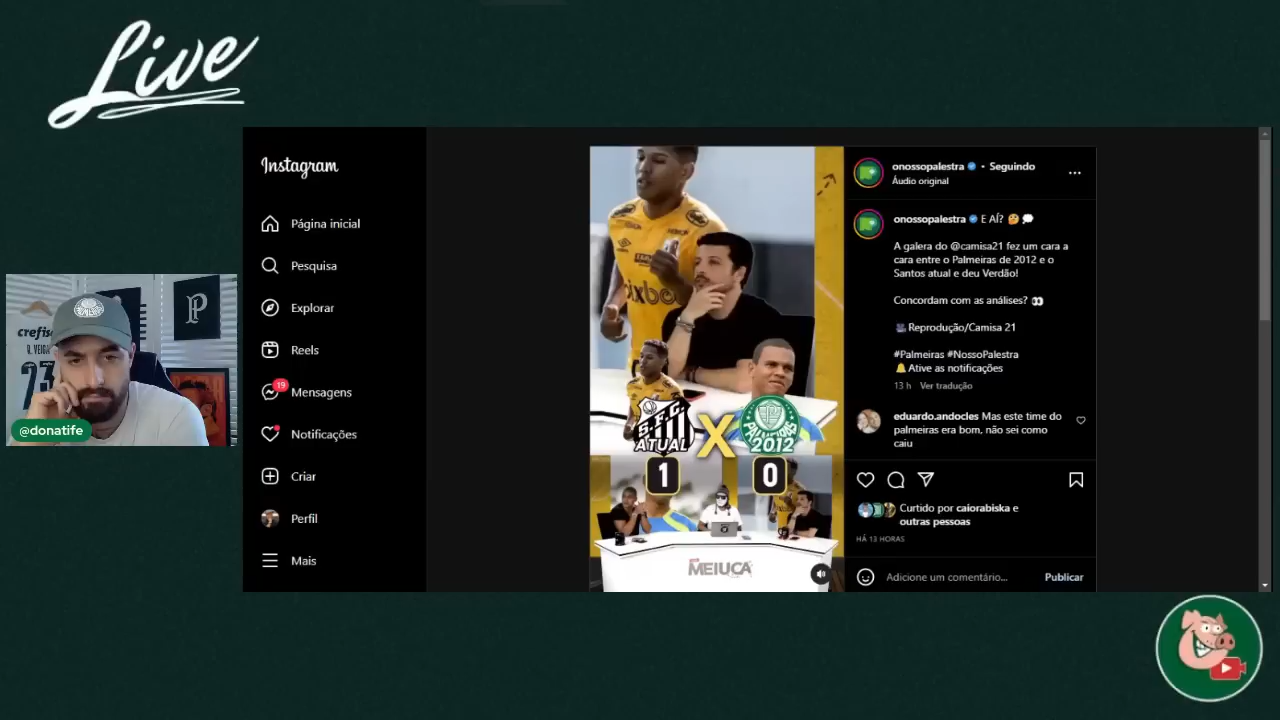 Live
Instagram
Página inicial
Pesquisa
Explorar
Reels
19
Mensagens
Notificações
Criar
Perfil
Mais
crefis
23
P
@donatife
S.F.C
ATUAL
X
PALMEIRAS
2012
1
0
MEIUCA
onossopalestra • Seguindo
Áudio original
onossopalestra E AÍ? 🤔 💭
A galera do @camisa21 fez um cara a
cara entre o Palmeiras de 2012 e o
Santos atual e deu Verdão!
Concordam com as análises? 👀
Reprodução/Camisa 21
#Palmeiras #NossoPalestra
🔔 Ative as notificações
13 h Ver tradução
eduardo.andocles Mas este time do
palmeiras era bom, não sei como
caiu
Curtido por caiorabiska e
outras pessoas
HÁ 13 HORAS
Adicione um comentário...
Publicar